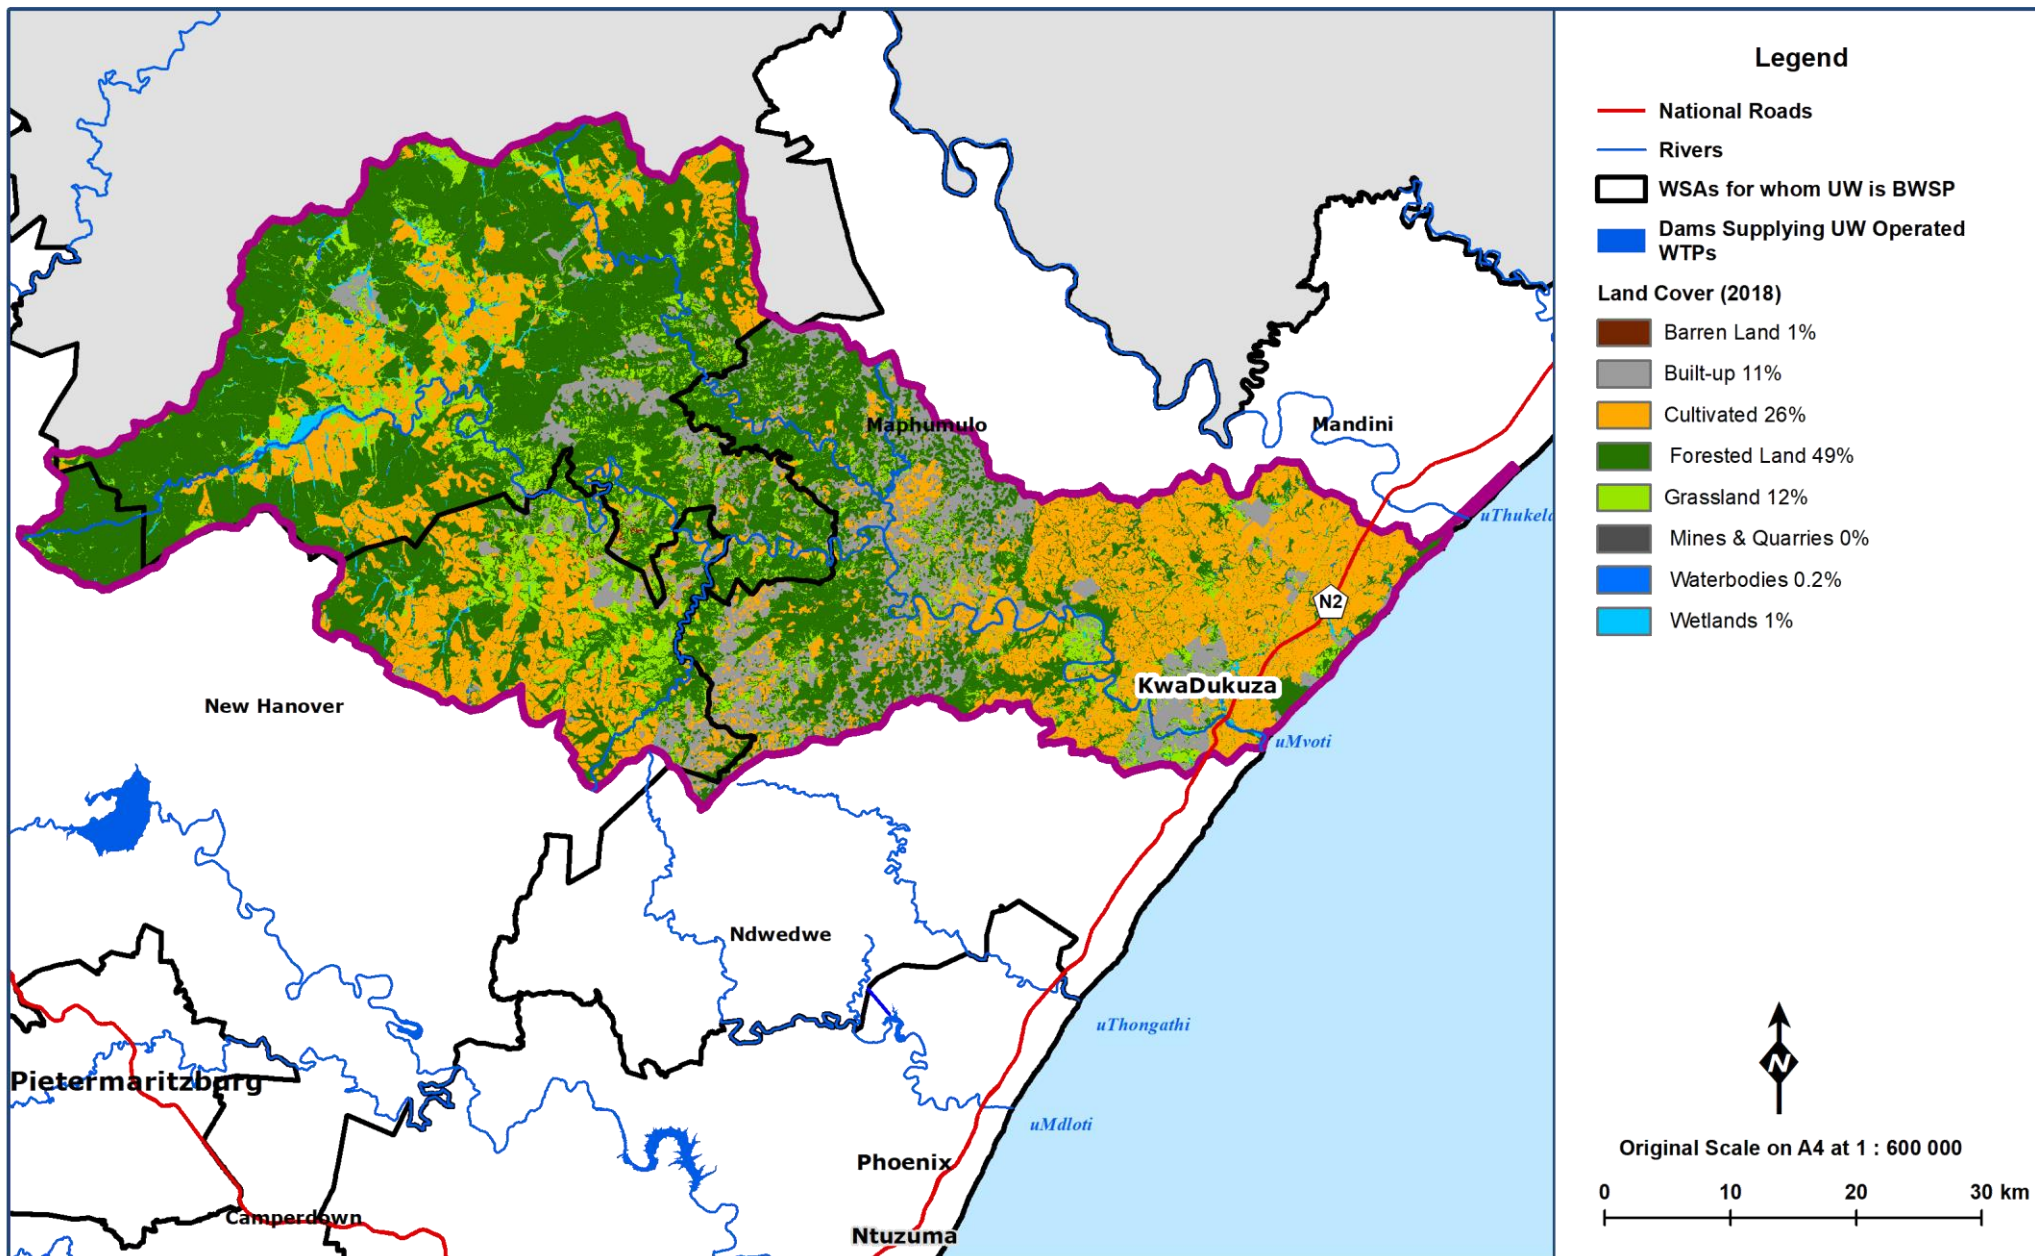 Maphumulo
Mandini
uThukela
N2
KwaDukuza
uMvoti
New Hanover
Ndwedwe
uThongathi
Pietermaritzburg
uMdloti
Phoenix
Camperdown
Ntuzuma
Legend
National Roads
Rivers
WSAs for whom UW is BWSP
Dams Supplying UW Operated
WTPs
Land Cover (2018)
Barren Land 1%
Built-up 11%
Cultivated 26%
Forested Land 49%
Grassland 12%
Mines & Quarries 0%
Waterbodies 0.2%
Wetlands 1%
N
Original Scale on A4 at 1 : 600 000
0 10 20 30 km